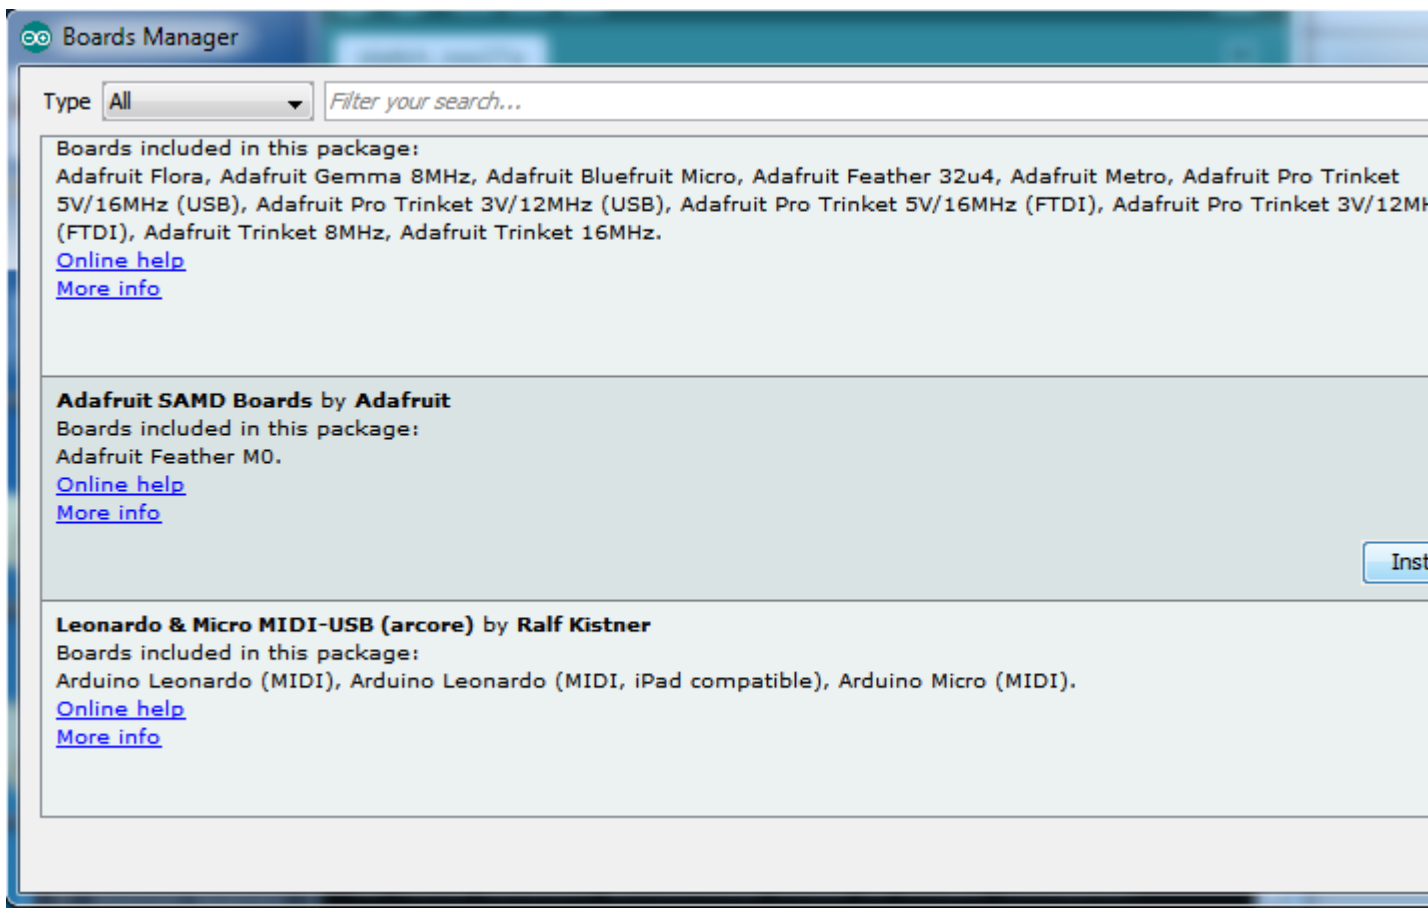 Boards Manager
Type All Filter your search...
Boards included in this package:
Adafruit Flora, Adafruit Gemma 8MHz, Adafruit Bluefruit Micro, Adafruit Feather 32u4, Adafruit Metro, Adafruit Pro Trinket
5V/16MHz (USB), Adafruit Pro Trinket 3V/12MHz (USB), Adafruit Pro Trinket 5V/16MHz (FTDI), Adafruit Pro Trinket 3V/12MH
(FTDI), Adafruit Trinket 8MHz, Adafruit Trinket 16MHz.
Online help
More info
Adafruit SAMD Boards by Adafruit
Boards included in this package:
Adafruit Feather M0.
Online help
More info
Inst
Leonardo & Micro MIDI-USB (arcore) by Ralf Kistner
Boards included in this package:
Arduino Leonardo (MIDI), Arduino Leonardo (MIDI, iPad compatible), Arduino Micro (MIDI).
Online help
More info